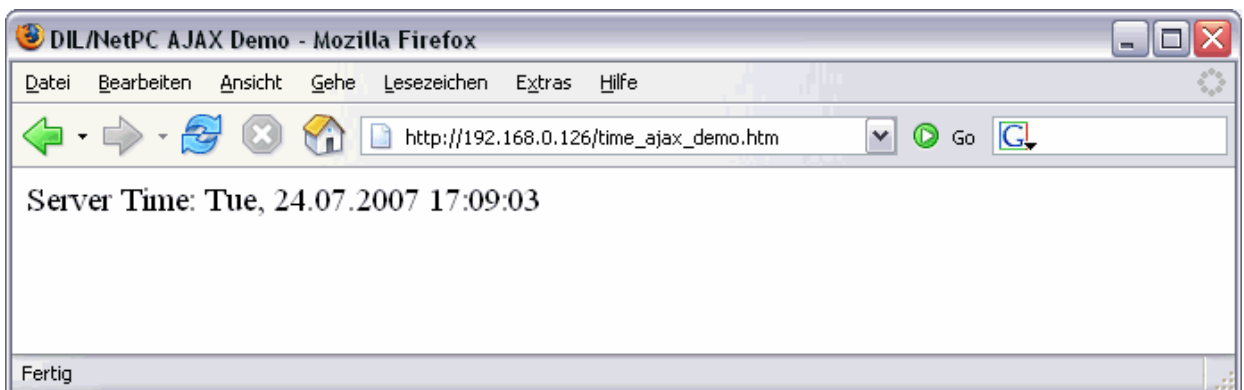 DIL/NetPC AJAX Demo - Mozilla Firefox
Datei Bearbeiten Ansicht Gehe Lesezeichen Extras Hilfe
http://192.168.0.126/time_ajax_demo.htm Go G
Server Time: Tue, 24.07.2007 17:09:03
Fertig